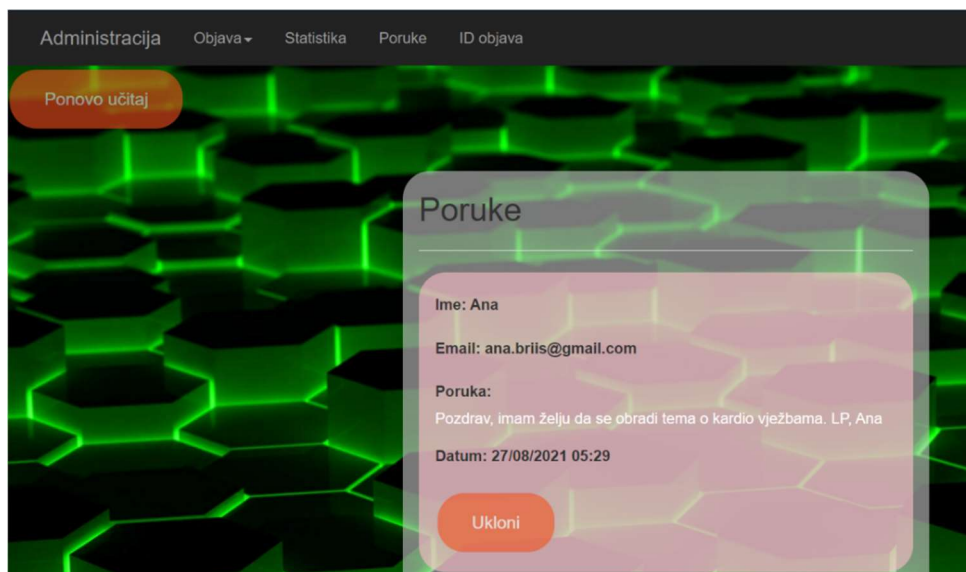 Administracija Objava Statistika Poruke ID objava
Ponovo učitaj
Poruke
Ime: Ana
Email: ana.briis@gmail.com
Poruka:
Pozdrav, imam želju da se obradi tema o kardio vježbama. LP, Ana
Datum: 27/08/2021 05:29
Ukloni